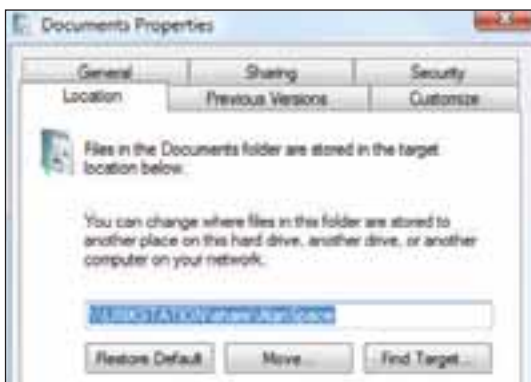 Documents Properties
General Sharing Security
Location Previous Versions Customize
Files in the Documents folder are stored in the target
location below.
You can change where files in this folder are stored to
another place on this hard drive, another drive, or another
computer on your network.
Restore Default Move... Find Target...